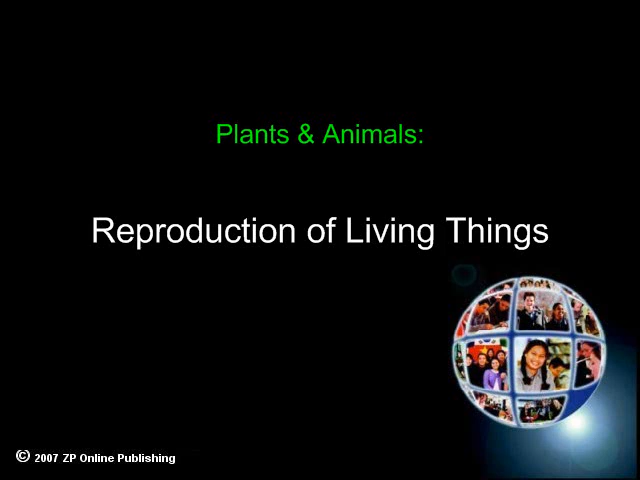 Plants & Animals:
Reproduction of Living Things
© 2007 ZP Online Publishing